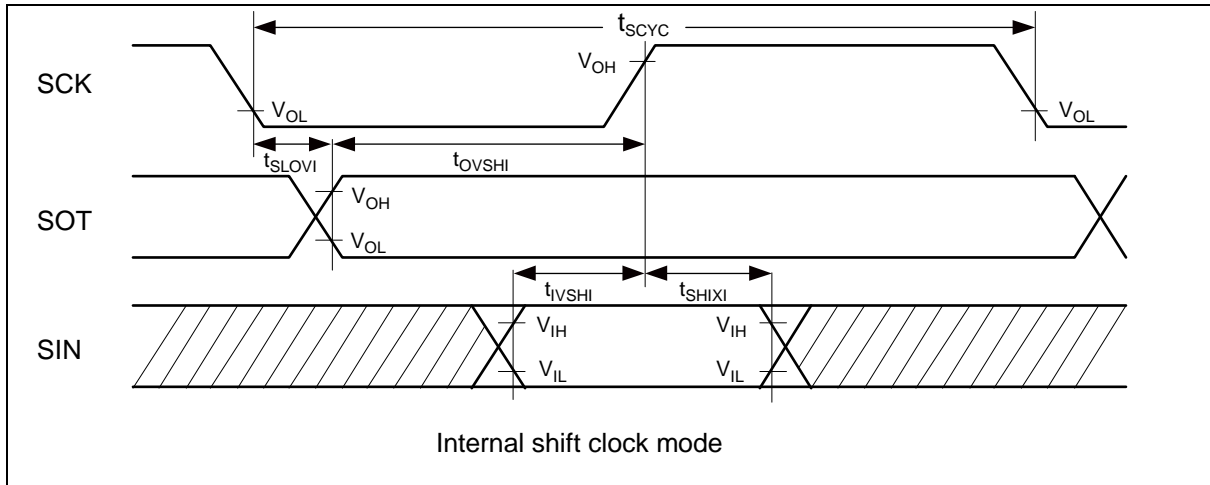 tSCYC
SCK
VOH
VOL
VOL
tSLOVI
tOVSHI
SOT
VOH
VOL
tIVSHI
tSHIXI
SIN
VIH
VIH
VIL
VIL
Internal shift clock mode